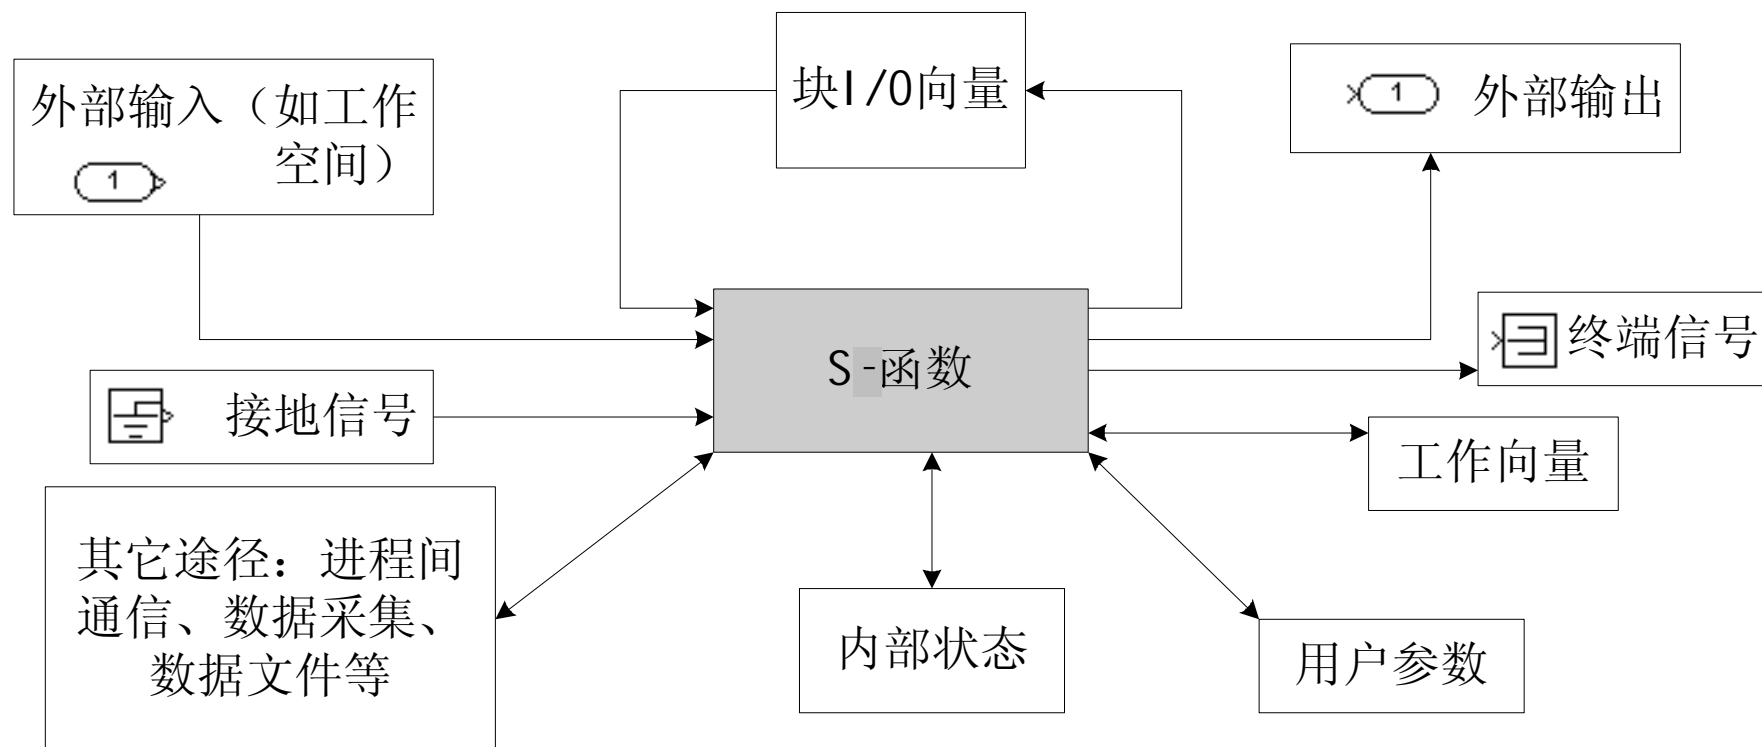 块I/O向量
外部输入（如工作
空间）
1
1 外部输出
S-函数
终端信号
接地信号
工作向量
其它途径：进程间
通信、数据采集、
数据文件等
内部状态
用户参数